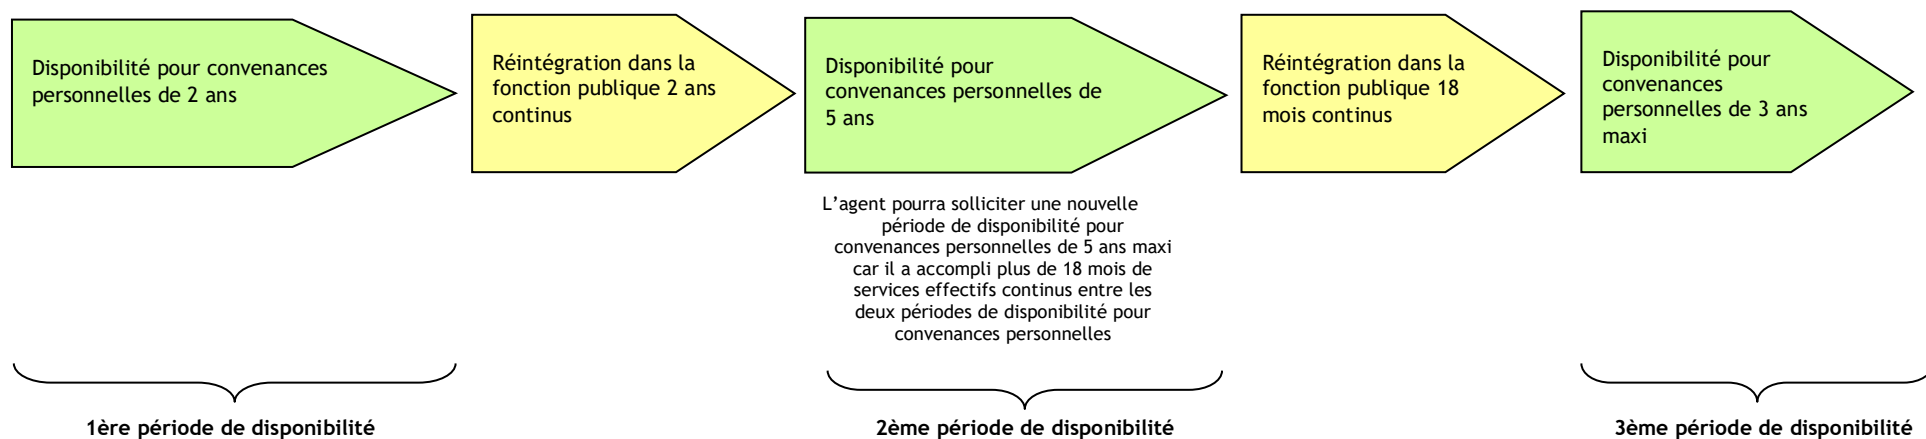 Disponibilité pour convenances
personnelles de 2 ans
Réintégration dans la
fonction publique 2 ans
continus
Disponibilité pour
convenances personnelles de
5 ans
Réintégration dans la
fonction publique 18
mois continus
Disponibilité pour
convenances
personnelles de 3 ans
maxi
L’agent pourra solliciter une nouvelle
période de disponibilité pour
convenances personnelles de 5 ans maxi
car il a accompli plus de 18 mois de
services effectifs continus entre les
deux périodes de disponibilité pour
convenances personnelles
1ère période de disponibilité
2ème période de disponibilité
3ème période de disponibilité